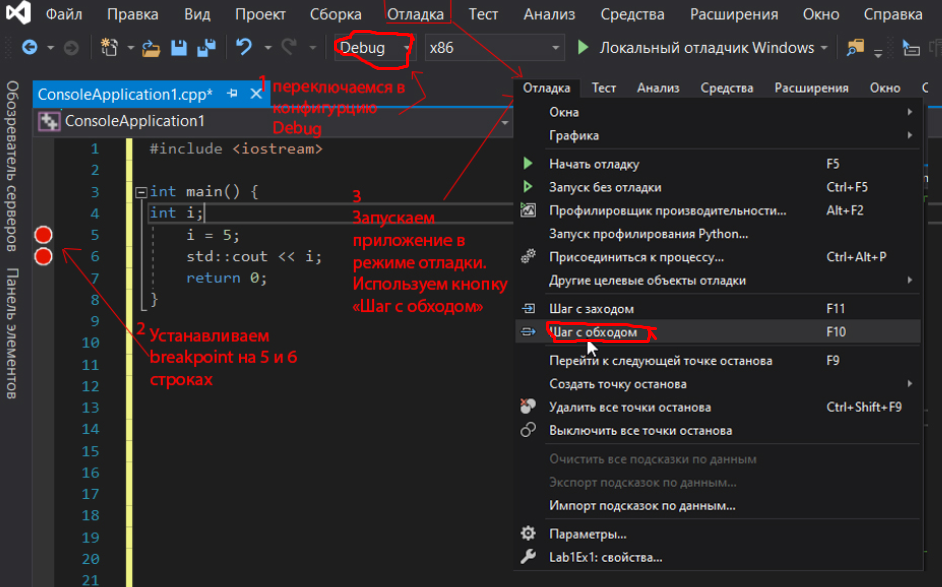 Файл Правка Вид Проект Сборка Отладка Тест Анализ Средства Расширения Окно Справка
Debug x86 Локальный отладчик Windows
Обозреватель серверов Панель элементов
ConsoleApplication1.cpp*
ConsoleApplication1
1 переключаемся в
конфигурцию
Debug
1 #include <iostream>
2
3 int main() {
4 int i;
5 i = 5;
6 std::cout << i;
7 return 0;
8 }
9
10
11
12
13
14
15
16
17
18
19
20
21
2 Устанавливаем
breakpoint на 5 и 6
строках
3
Запускаем
приложение в
режиме отладки.
Используем кнопку
«Шаг с обходом»
Отладка Тест Анализ Средства Расширения Окно
Окна
Графика
Начать отладку F5
Запуск без отладки Ctrl+F5
Профилировщик производительности... Alt+F2
Запуск профилирования Python...
Присоединиться к процессу... Ctrl+Alt+P
Другие целевые объекты отладки
Шаг с заходом F11
Шаг с обходом F10
Перейти к следующей точке останова F9
Создать точку останова
Удалить все точки останова Ctrl+Shift+F9
Выключить все точки останова
Очистить все подсказки по данным
Экспорт подсказок по данным...
Импорт подсказок по данным...
Параметры...
Lab1Ex1: свойства...